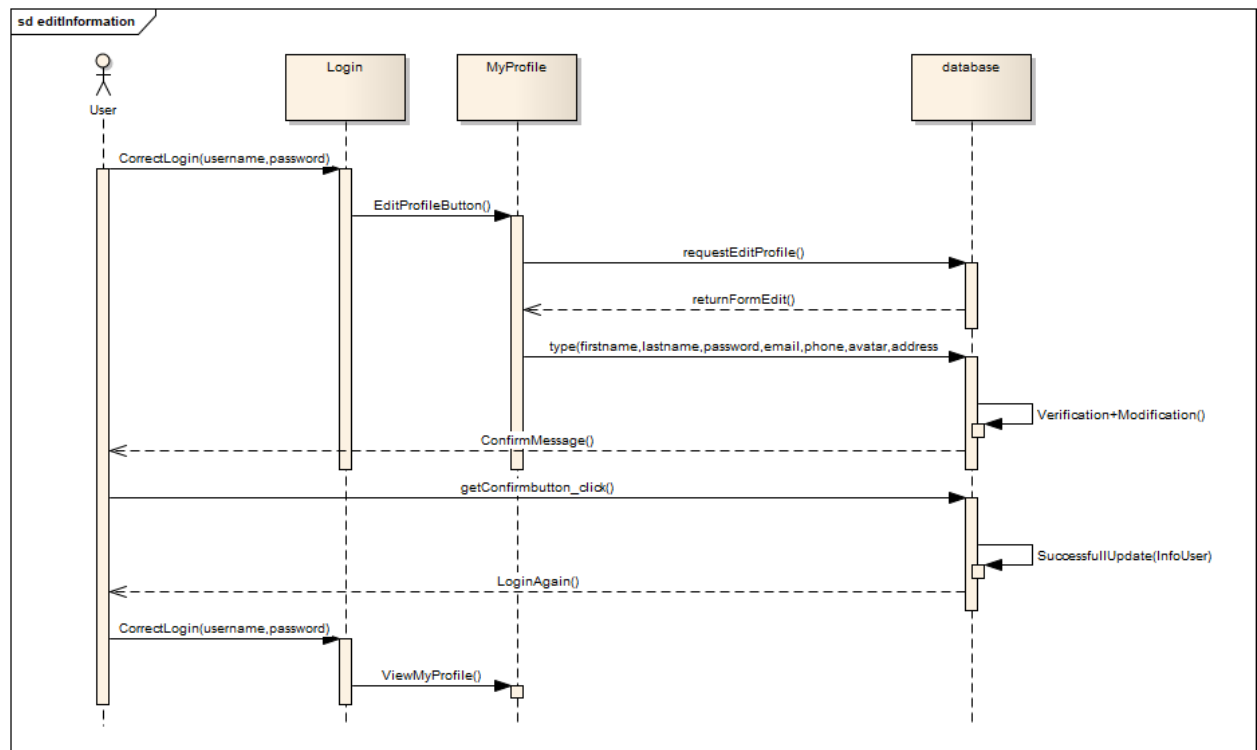 sd editInformation
User
Login
MyProfile
database
CorrectLogin(username,password)
EditProfileButton()
requestEditProfile()
returnFormEdit()
type(firstname,lastname,password,email,phone,avatar,address
Verification+Modification()
ConfirmMessage()
getConfirmbutton_click()
SuccessfullUpdate(InfoUser)
LoginAgain()
CorrectLogin(username,password)
ViewMyProfile()